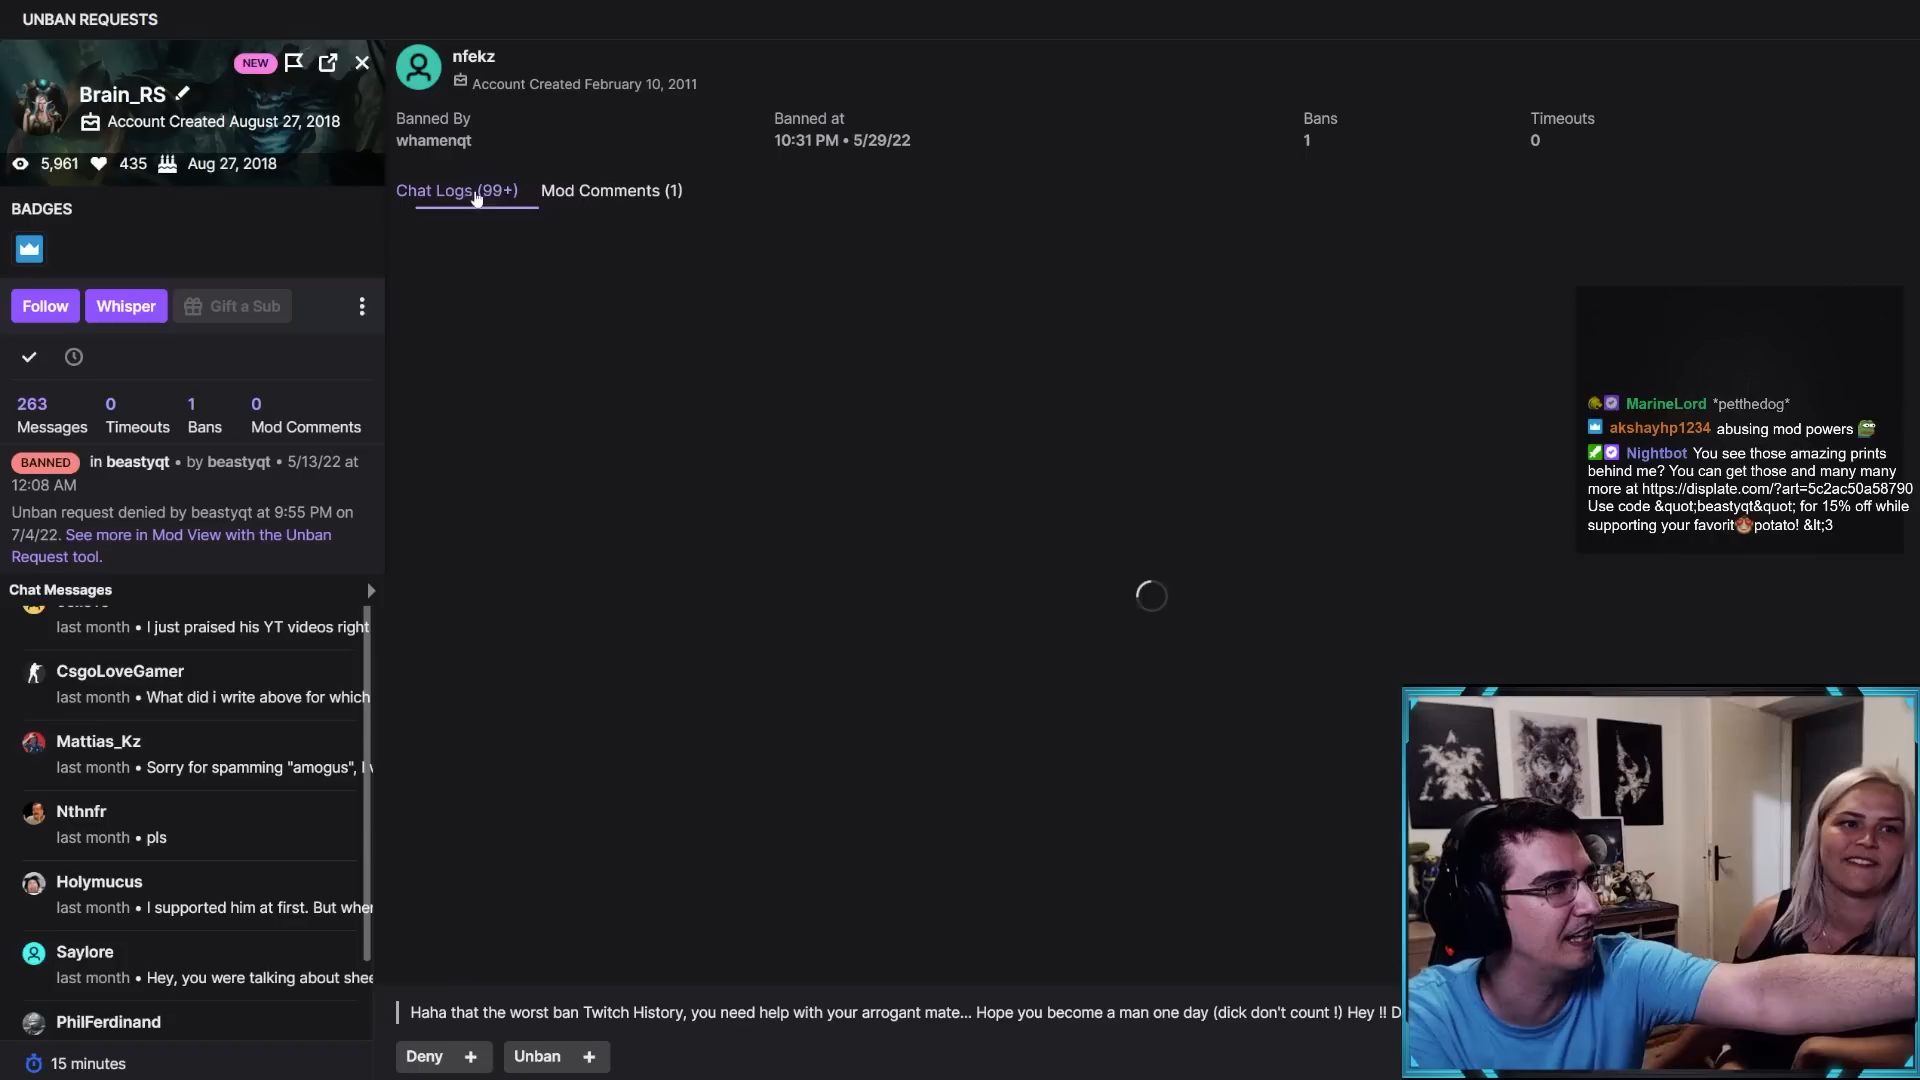 UNBAN REQUESTS
NEW
Brain_RS
Account Created August 27, 2018
5,961 435 Aug 27, 2018
BADGES
Follow Whisper Gift a Sub
263 0 1 0
Messages Timeouts Bans Mod Comments
BANNED in beastyqt • by beastyqt • 5/13/22 at
12:08 AM
Unban request denied by beastyqt at 9:55 PM on
7/4/22. See more in Mod View with the Unban
Request tool.
Chat Messages
last month • I just praised his YT videos right
CsgoLoveGamer
last month • What did i write above for which
Mattias_Kz
last month • Sorry for spamming "amogus", I
Nthnfr
last month • pls
Holymucus
last month • I supported him at first. But when
Saylore
last month • Hey, you were talking about shee
PhilFerdinand
15 minutes
nfekz
Account Created February 10, 2011
Banned By Banned at Bans Timeouts
whamenqt 10:31 PM • 5/29/22 1 0
Chat Logs (99+) Mod Comments (1)
MarineLord *petthedog*
akshayhp1234 abusing mod powers
Nightbot You see those amazing prints
behind me? You can get those and many many
more at https://displate.com/?art=5c2ac50a58790
Use code &quot;beastyqt&quot; for 15% off while
supporting your favorit potato! &lt;3
Haha that the worst ban Twitch History, you need help with your arrogant mate... Hope you become a man one day (dick don't count !) Hey !! D
Deny + Unban +